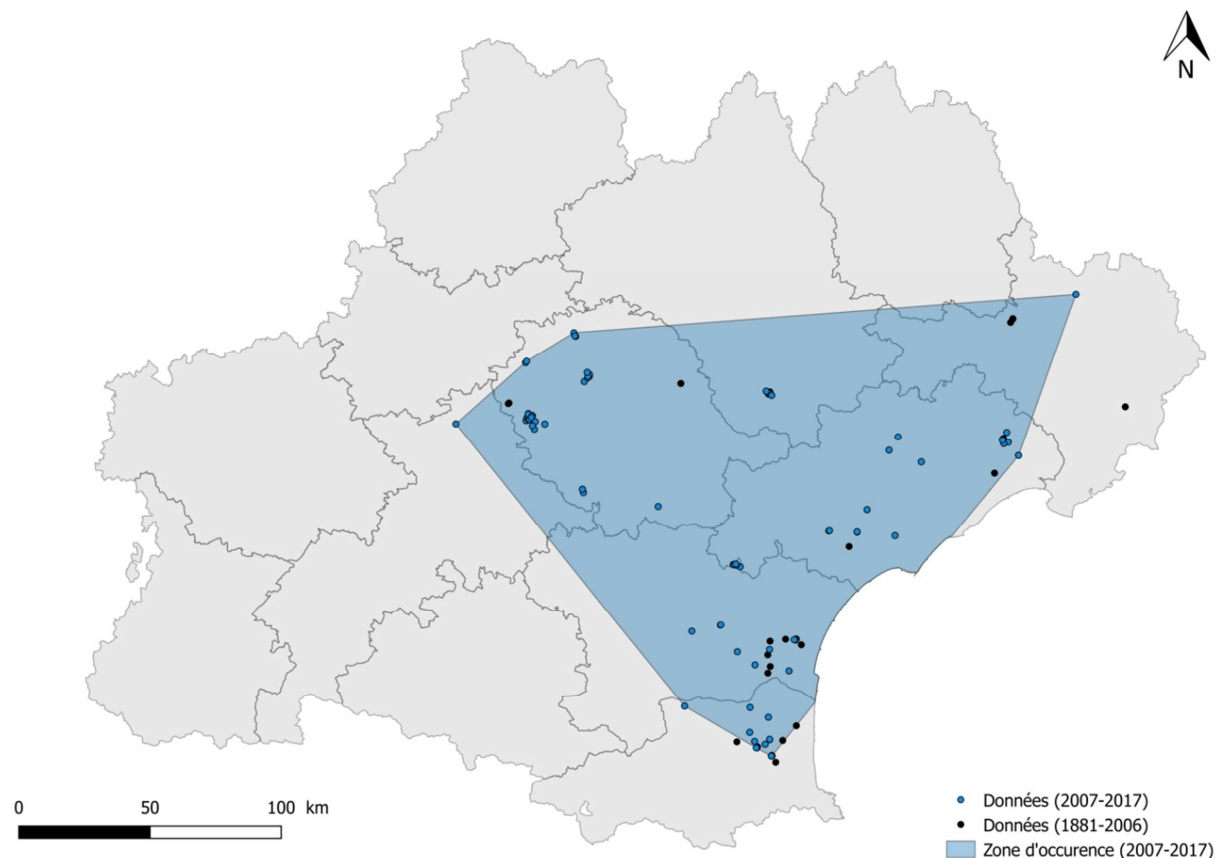 N
0 50 100 km
Données (2007-2017)
Données (1881-2006)
Zone d'occurence (2007-2017)